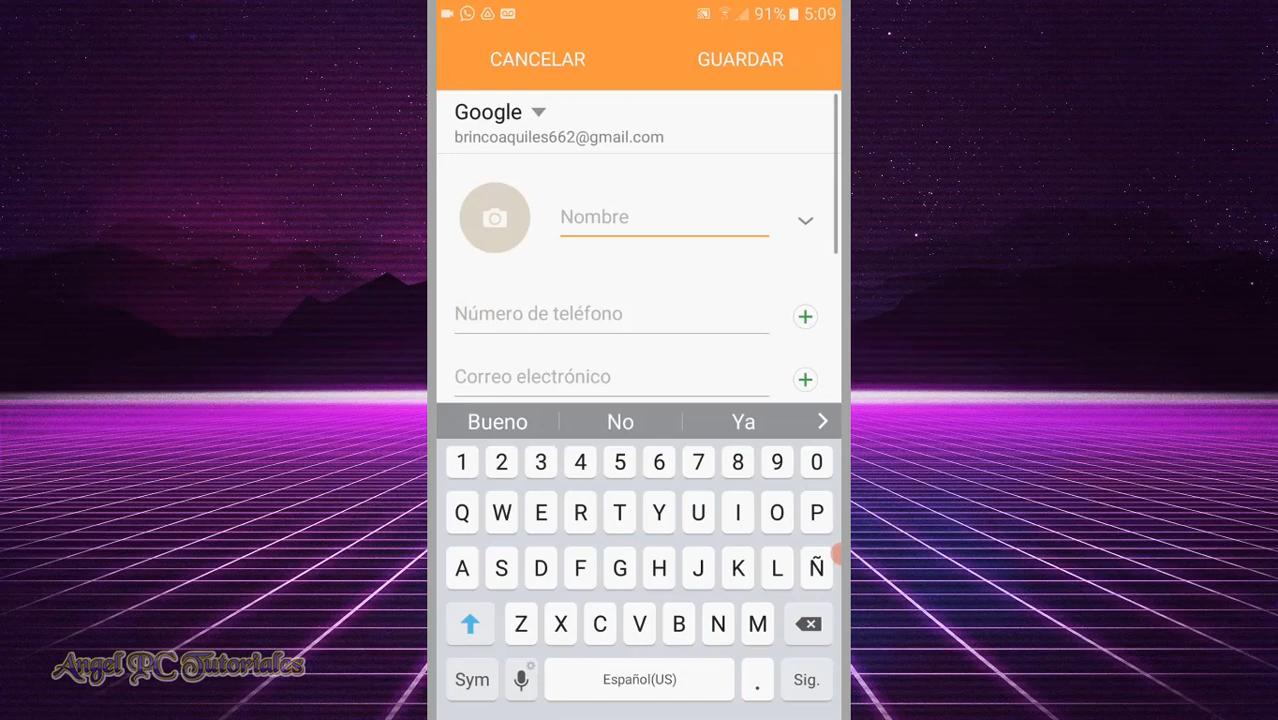 91% 5:09
CANCELAR GUARDAR
Google
brincoaquiles662@gmail.com
Nombre
Número de teléfono
Correo electrónico
Bueno No Ya
1 2 3 4 5 6 7 8 9 0
Q W E R T Y U I O P
A S D F G H J K L Ñ
Z X C V B N M
Sym Español(US) . Sig.
Angel PC Tutoriales